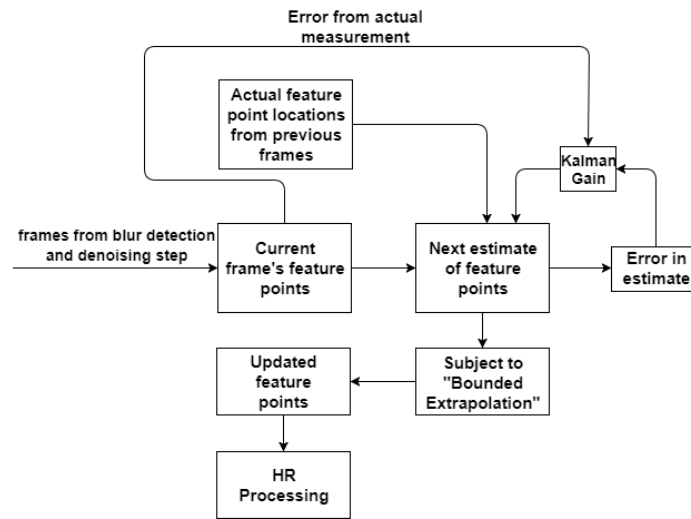 Error from actual
measurement
Actual feature
point locations
from previous
frames
Kalman
Gain
frames from blur detection
and denoising step
Current
frame's feature
points
Next estimate
of feature
points
Error in
estimate
Updated
feature
points
Subject to
"Bounded
Extrapolation"
HR
Processing